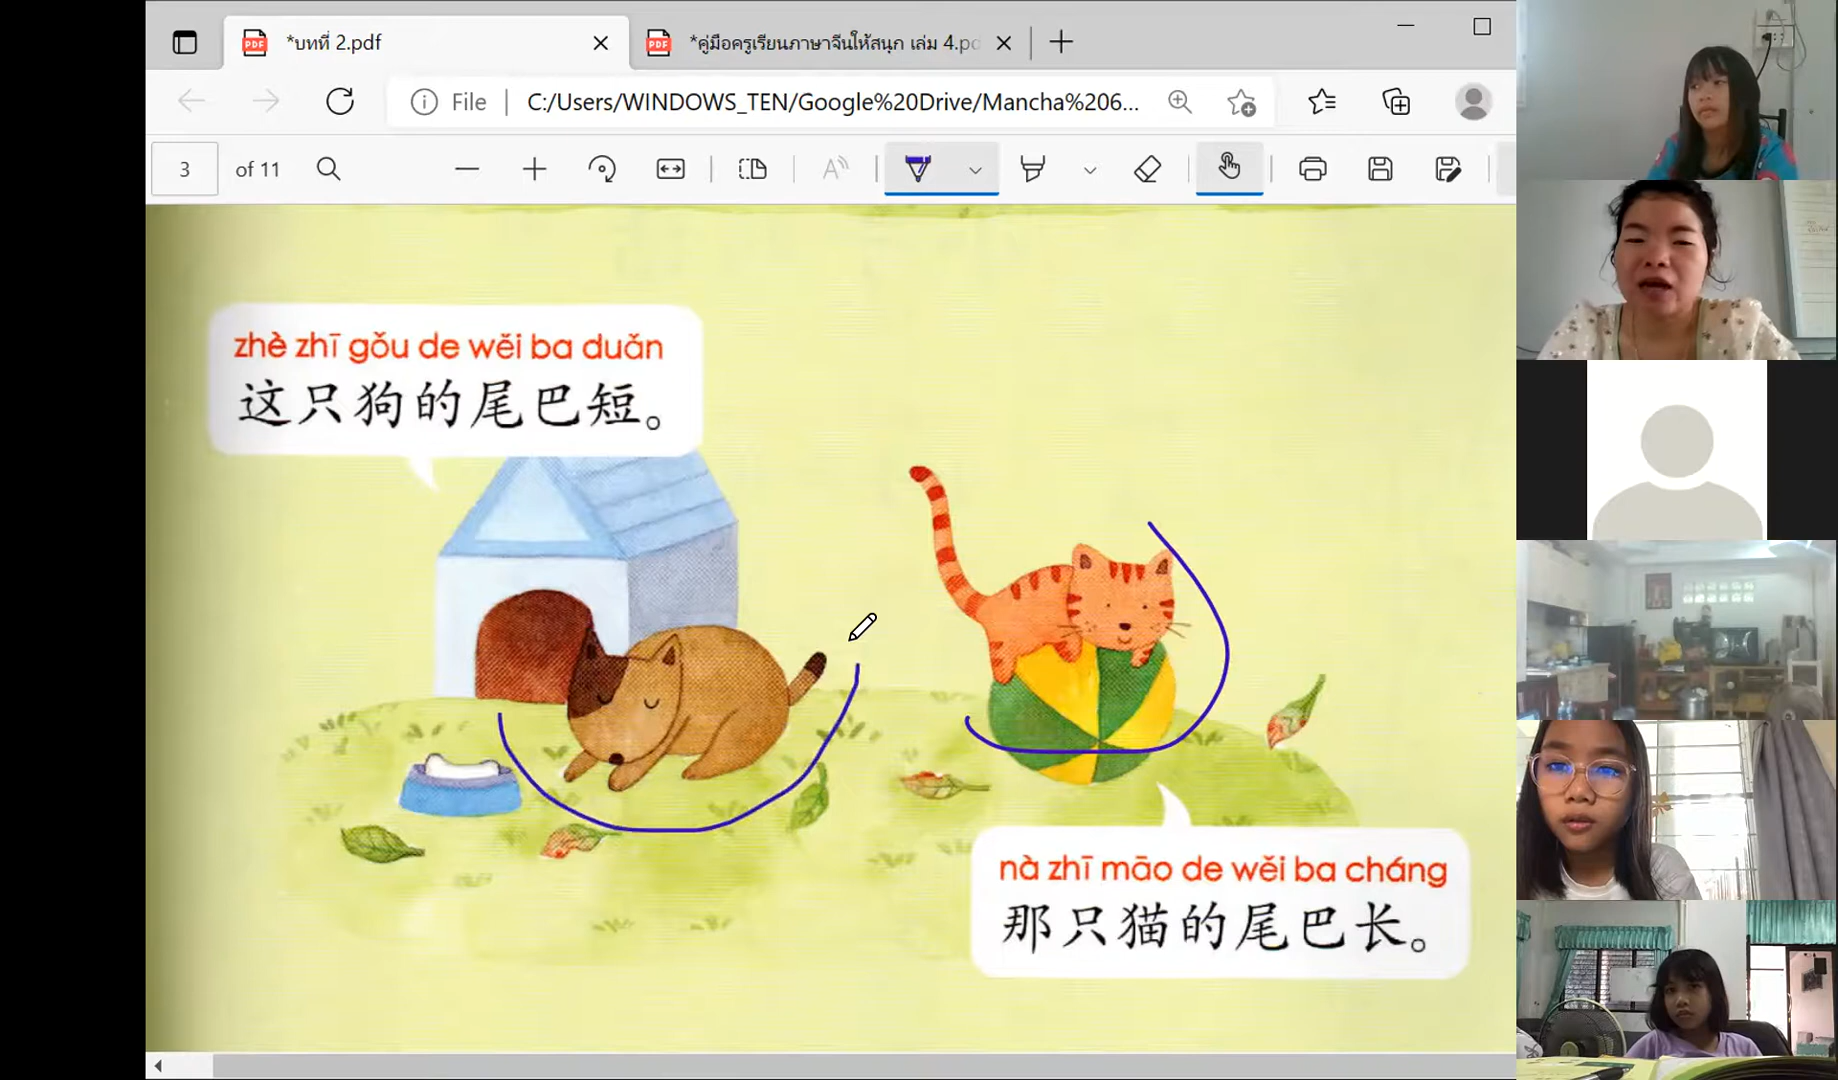 *บทที่ 2.pdf
*คู่มือครูเรียนภาษาจีนให้สนุก เล่ม 4.pd
File
C:/Users/WINDOWS_TEN/Google%20Drive/Mancha%206...
3 of 11
zhè zhī gǒu de wěi ba duǎn
这只狗的尾巴短。
nà zhī māo de wěi ba cháng
那只猫的尾巴长。